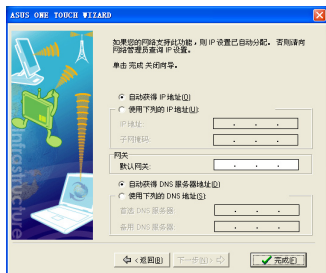 ASUS ONE TOUCH WIZARD
如果您的网络支持此功能，则 IP 设置已自动分配。 否则请向
网络管理员查询 IP 设置。
单击 完成 关闭向导。
自动获得 IP 地址(O)
使用下列的 IP 地址(U):
IP 地址:
子网掩码:
网关
默认网关:
自动获得 DNS 服务器地址(D)
使用下列的 DNS 地址(S):
首选 DNS 服务器
备用 DNS 服务器
< 返回(B)
下一步(N) >
完成(F)
Infrastructure